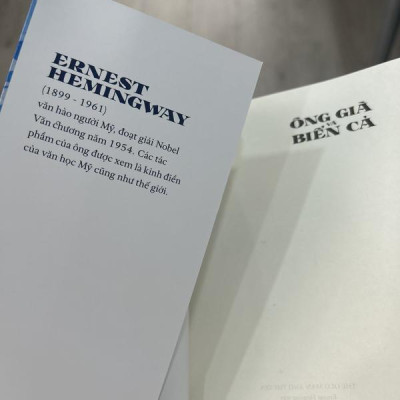 ERNEST
HEMINGWAY
(1899 - 1961)
văn hào người Mỹ, đoạt giải Nobel
Văn chương năm 1954. Các tác
phẩm của ông được xem là kinh điển
của văn học Mỹ cũng như thế giới.
ÔNG GIÀ
BIỂN CẢ